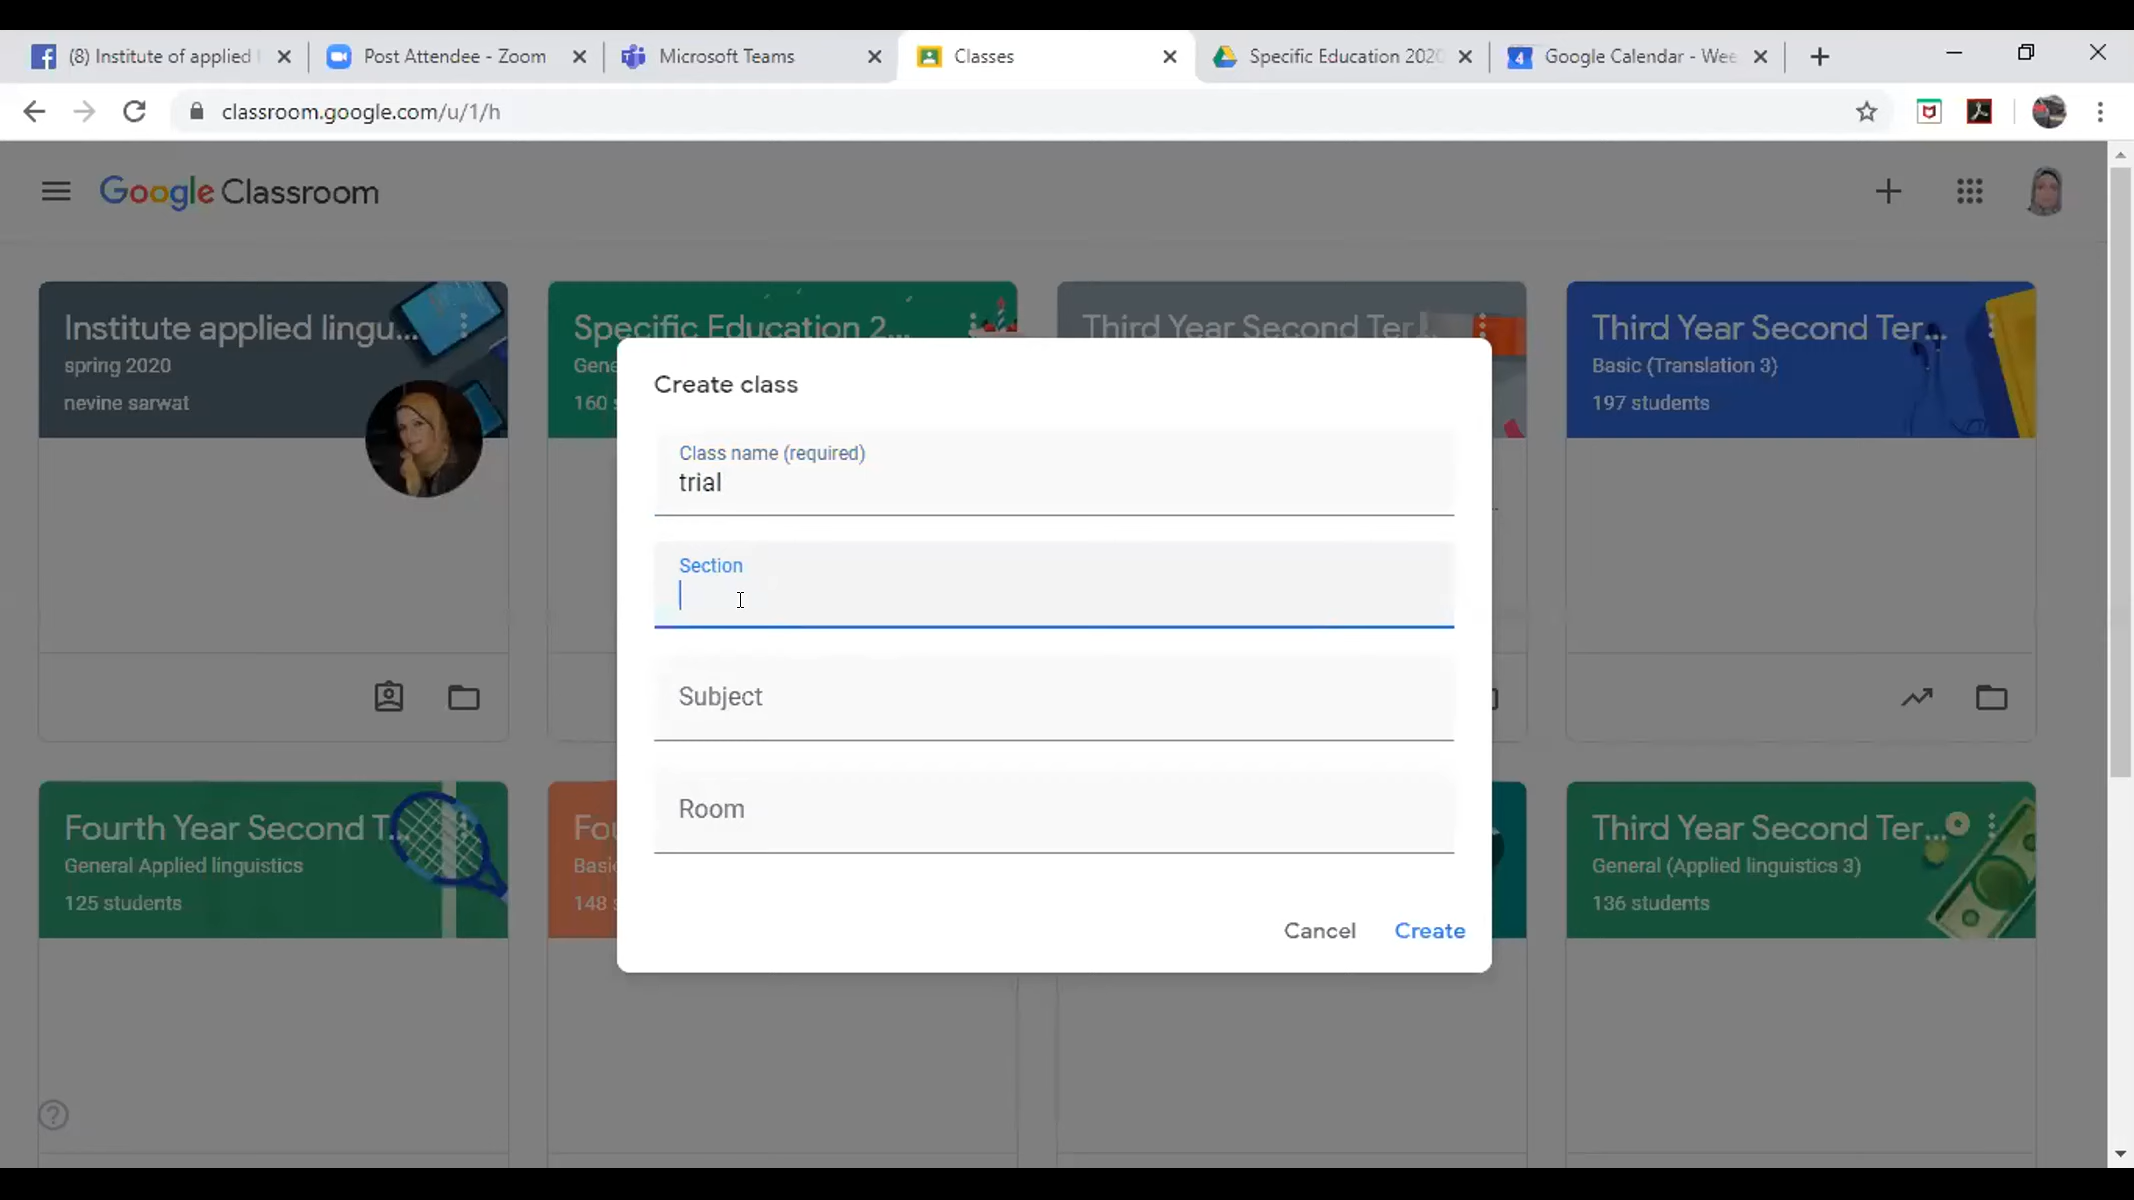 (8) Institute of applied
Post Attendee - Zoom
Microsoft Teams
Classes
Specific Education 2020
4
Google Calendar - Wee
classroom.google.com/u/1/h
Google Classroom
Institute applied lingu...
spring 2020
nevine sarwat
Specific Education 2...
Gene
160 s
Third Year Second Ter...
Third Year Second Ter...
Basic (Translation 3)
197 students
Create class
Class name (required)
trial
Section
Subject
Room
Cancel
Create
Fourth Year Second T...
General Applied linguistics
125 students
Fou
Basic
148 s
Third Year Second Ter...
General (Applied linguistics 3)
136 students
?